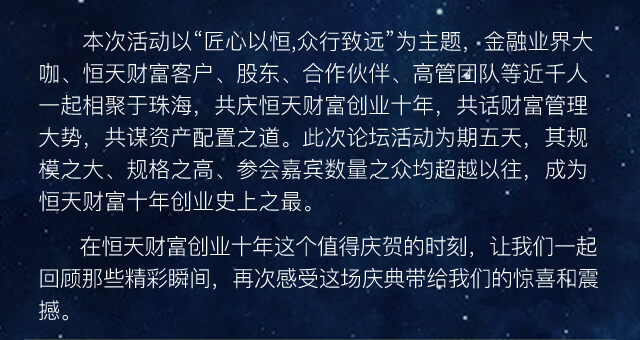 本次活动以“匠心以恒,众行致远”为主题，金融业界大
咖、恒天财富客户、股东、合作伙伴、高管团队等近千人
一起相聚于珠海，共庆恒天财富创业十年，共话财富管理
大势，共谋资产配置之道。此次论坛活动为期五天，其规
模之大、规格之高、参会嘉宾数量之众均超越以往，成为
恒天财富十年创业史上之最。
在恒天财富创业十年这个值得庆贺的时刻，让我们一起
回顾那些精彩瞬间，再次感受这场庆典带给我们的惊喜和震
撼。